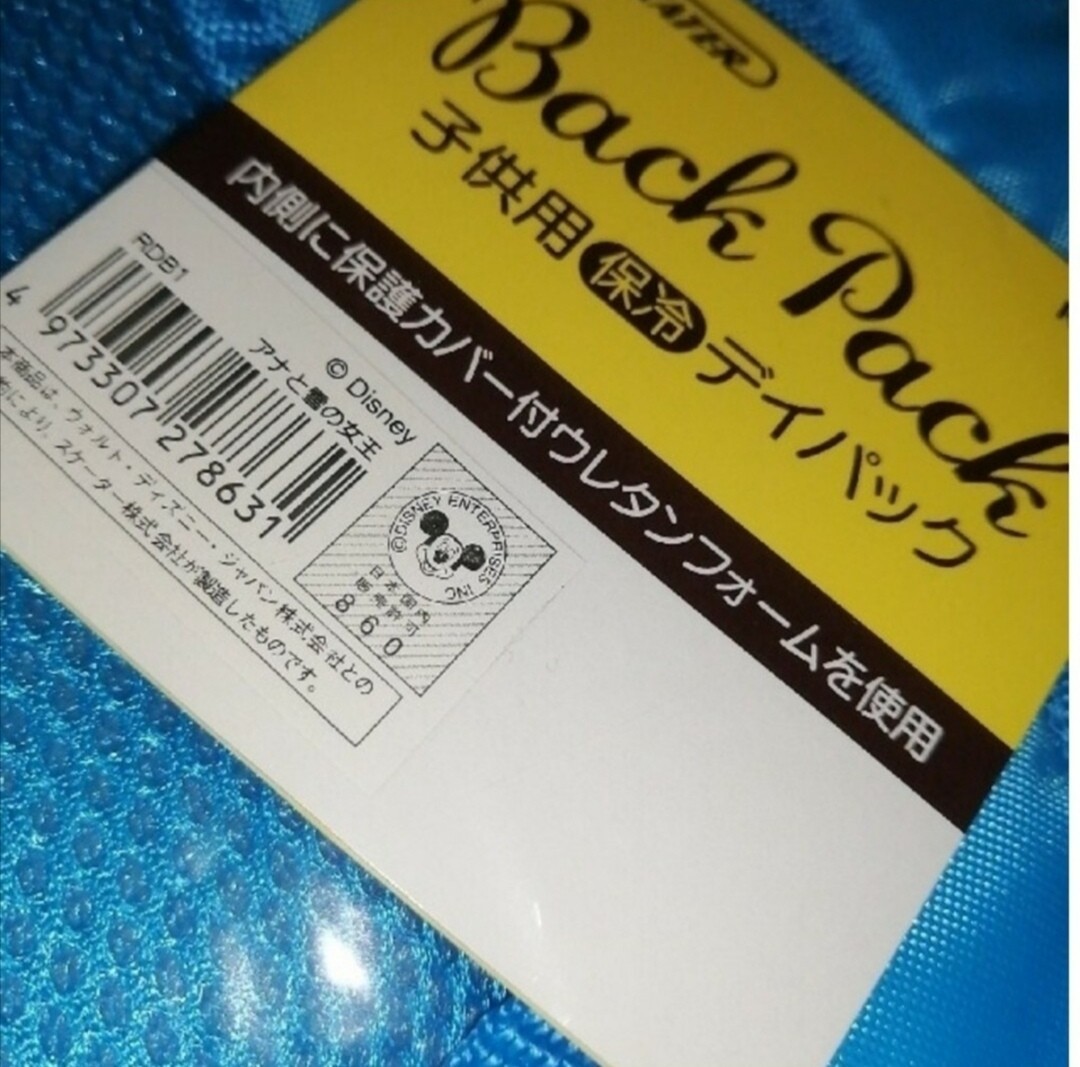 ATER
Back Pack
子供用保冷デイパック
内側に保護カバー付ウレタンフォームを使用
RDB1
4 973307 278631
© Disney
アナと雪の女王
©DISNEY ENTERPRISES INC
日本国内
販売許可
860
本商品は、ウォルト・ディズニー・ジャパン株式会社との
契約により、スケーター株式会社が製造したものです。